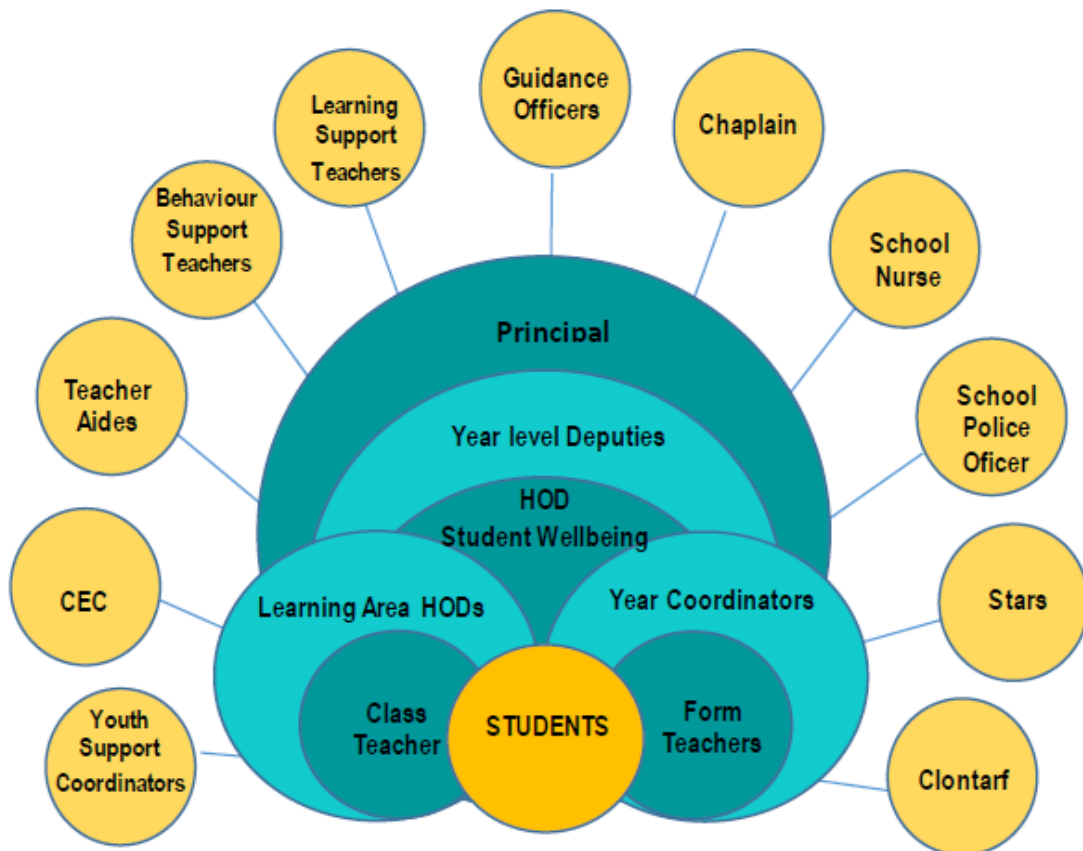 Guidance
Officers
Learning
Support
Teachers
Chaplain
Behaviour
Support
Teachers
School
Nurse
Principal
Teacher
Aides
School
Police
Oficer
Year level Deputies
HOD
Student Wellbeing
CEC
Learning Area HODs
Year Coordinators
Stars
Class
Teacher
STUDENTS
Form
Teachers
Youth
Support
Coordinators
Clontarf